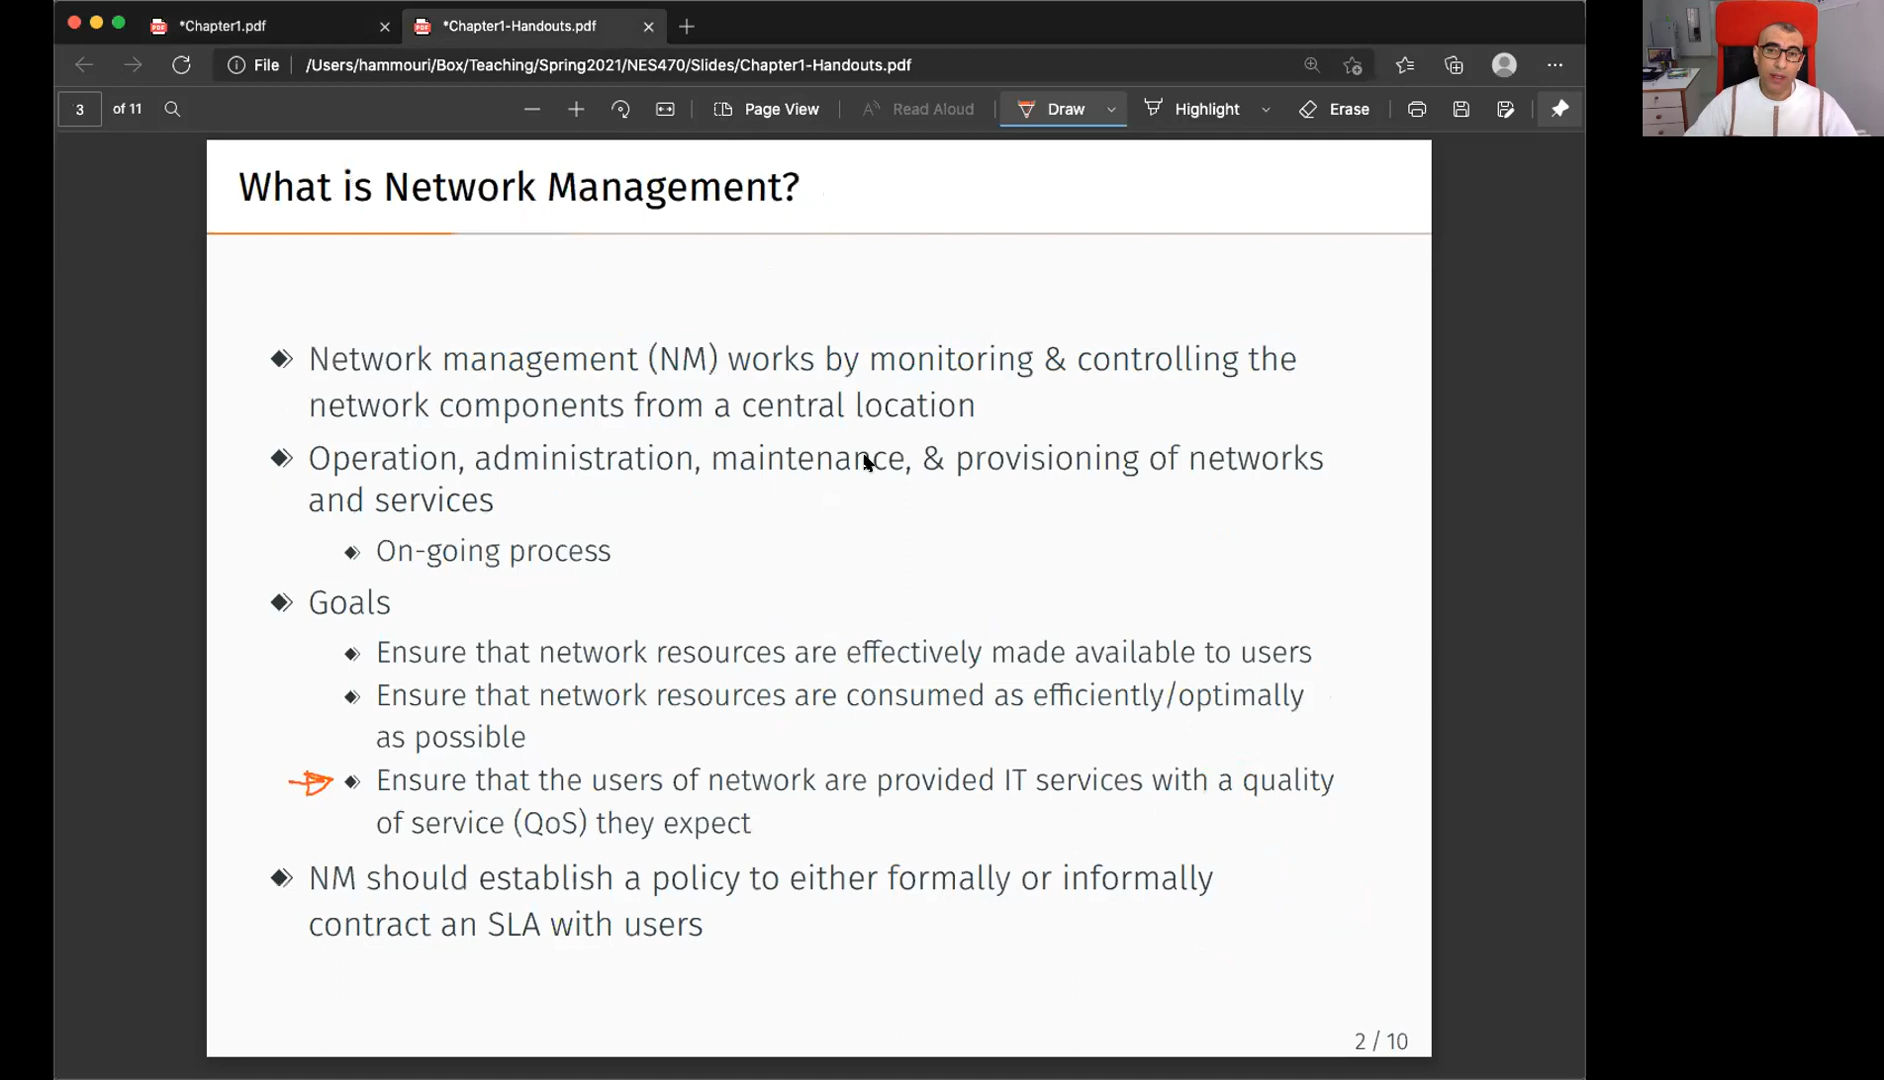 *Chapter1.pdf
*Chapter1-Handouts.pdf
File
/Users/hammouri/Box/Teaching/Spring2021/NES470/Slides/Chapter1-Handouts.pdf
3 of 11
Page View
Read Aloud
Draw
Highlight
Erase
What is Network Management?
Network management (NM) works by monitoring & controlling the
network components from a central location
Operation, administration, maintenance, & provisioning of networks
and services
On-going process
Goals
Ensure that network resources are effectively made available to users
Ensure that network resources are consumed as efficiently/optimally
as possible
Ensure that the users of network are provided IT services with a quality
of service (QoS) they expect
NM should establish a policy to either formally or informally
contract an SLA with users
2 / 10